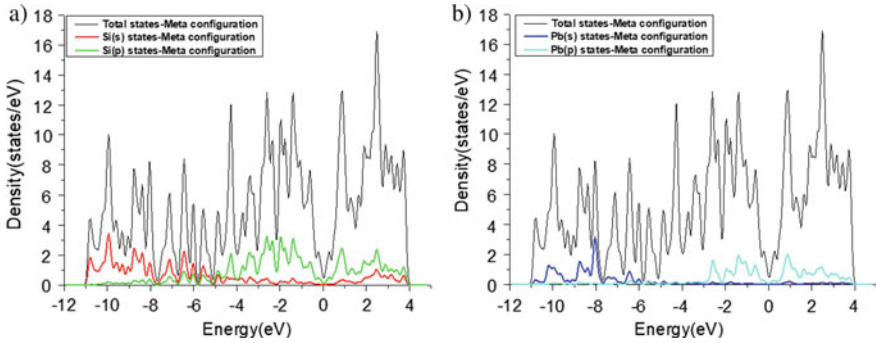 a)
18
16
14
12
10
8
6
4
2
0
Density(states/eV)
Total states-Meta configuration
Si(s) states-Meta configuration
Si(p) states-Meta configuration
-12 -10 -8 -6 -4 -2 0 2 4
Energy(eV)
b)
18
16
14
12
10
8
6
4
2
0
Density(states/eV)
Total states-Meta configuration
Pb(s) states-Meta configuration
Pb(p) states-Meta configuration
-12 -10 -8 -6 -4 -2 0 2 4
Energy(eV)